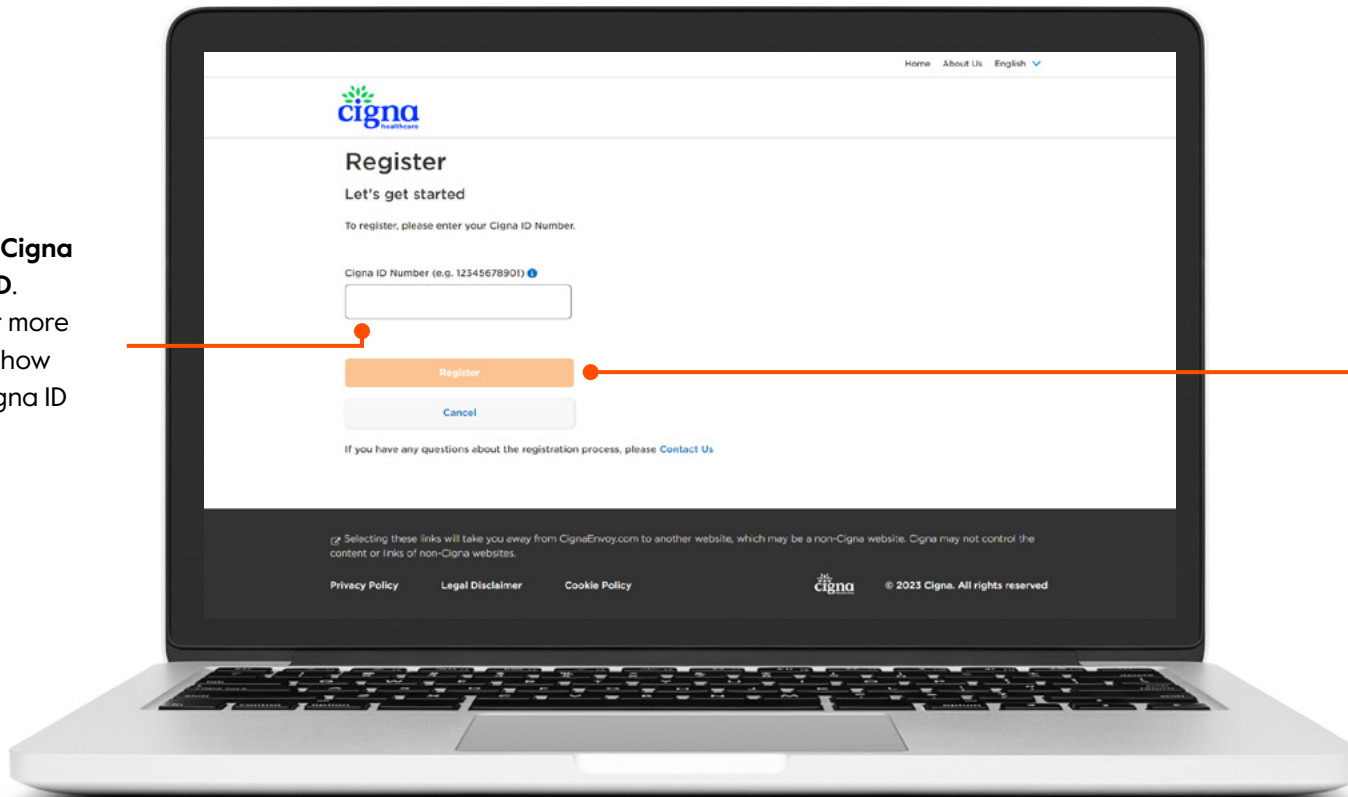 Home About Us English
cigna
healthcare
Register
Let's get started
To register, please enter your Cigna ID Number.
Cigna
D.
r more
how
gna ID
Cigna ID Number (e.g. 12345678901)
Register
Cancel
If you have any questions about the registration process, please Contact Us
Selecting these links will take you away from CignaEnvoy.com to another website, which may be a non-Cigna website. Cigna may not control the
content or links of non-Cigna websites.
Privacy Policy Legal Disclaimer Cookie Policy cigna © 2023 Cigna. All rights reserved
control option option